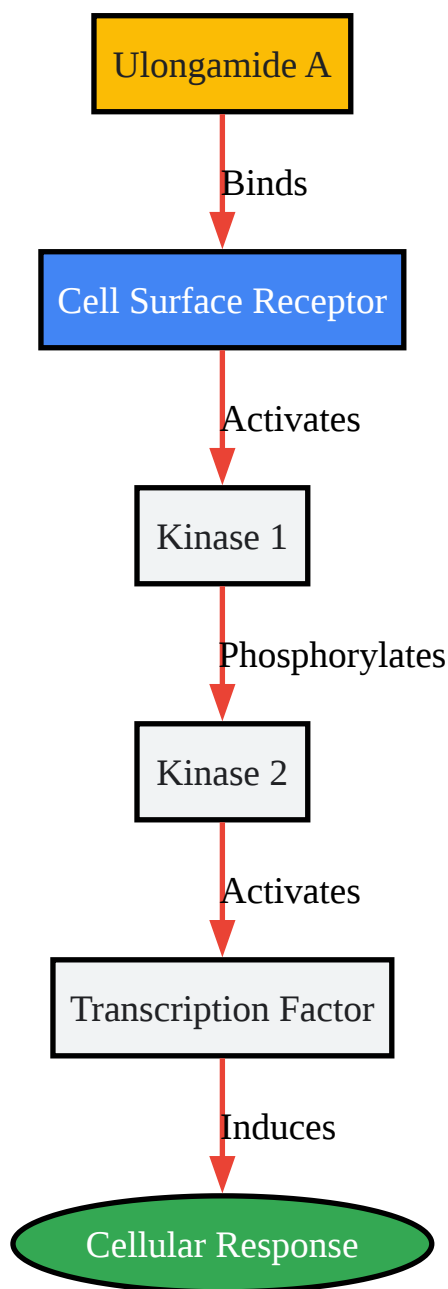 Ulongamide A
Binds
Cell Surface Receptor
Activates
Kinase 1
Phosphorylates
Kinase 2
Activates
Transcription Factor
Induces
Cellular Response